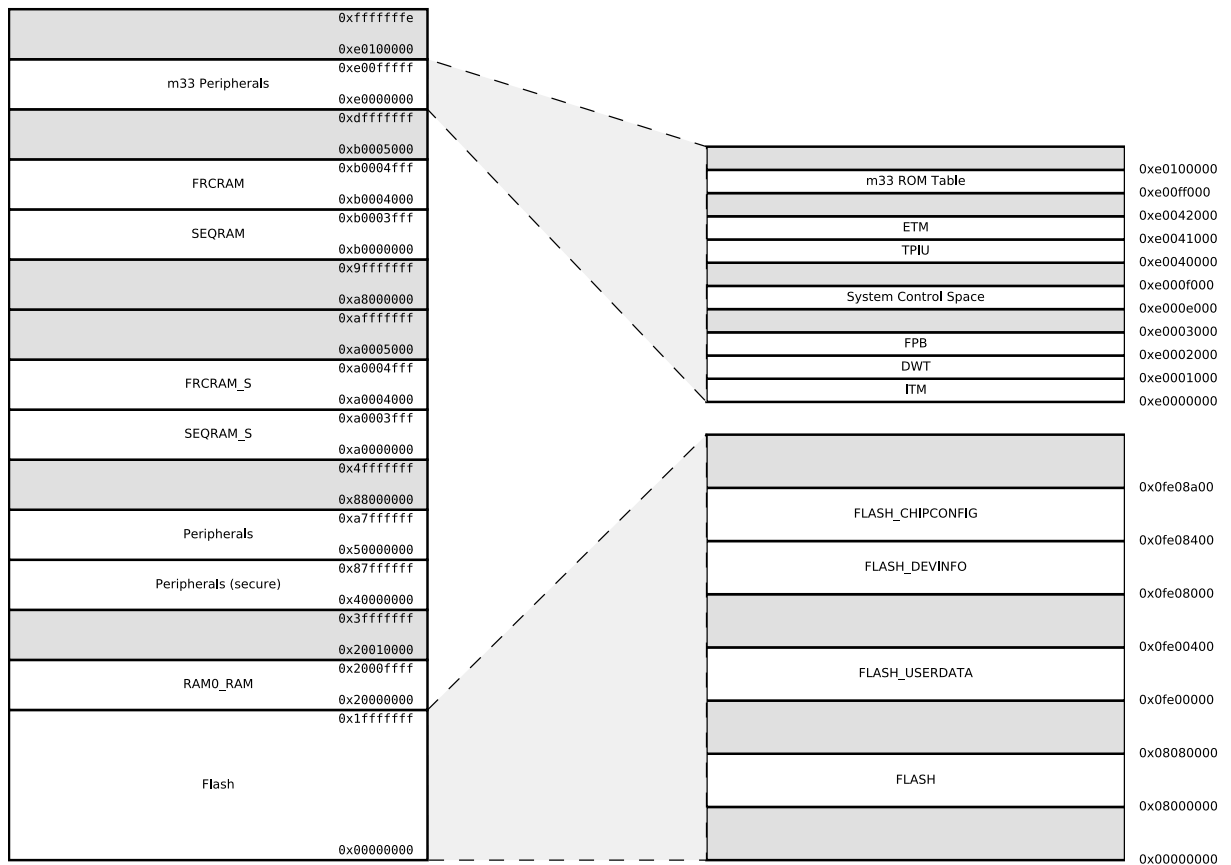 0xfffffffe
0xe0100000
0xe00fffff
m33 Peripherals
0xe0000000
0xdfffffff
0xb0005000
0xb0004fff
FRCRAM
0xb0004000
0xb0003fff
SEQRAM
0xb0000000
0x9fffffff
0xa8000000
0xafffffff
0xa0005000
0xa0004fff
FRCRAM_S
0xa0004000
0xa0003fff
SEQRAM_S
0xa0000000
0x4fffffff
0x88000000
0xa7ffffff
Peripherals
0x50000000
0x87ffffff
Peripherals (secure)
0x40000000
0x3fffffff
0x20010000
0x2000ffff
RAM0_RAM
0x20000000
0x1fffffff
Flash
0x00000000
0xe0100000
m33 ROM Table
0xe00ff000
0xe0042000
ETM
0xe0041000
TPIU
0xe0040000
0xe000f000
System Control Space
0xe000e000
0xe0003000
FPB
0xe0002000
DWT
0xe0001000
ITM
0xe0000000
0x0fe08a00
FLASH_CHIPCONFIG
0x0fe08400
FLASH_DEVINFO
0x0fe08000
0x0fe00400
FLASH_USERDATA
0x0fe00000
0x08080000
FLASH
0x08000000
0x00000000